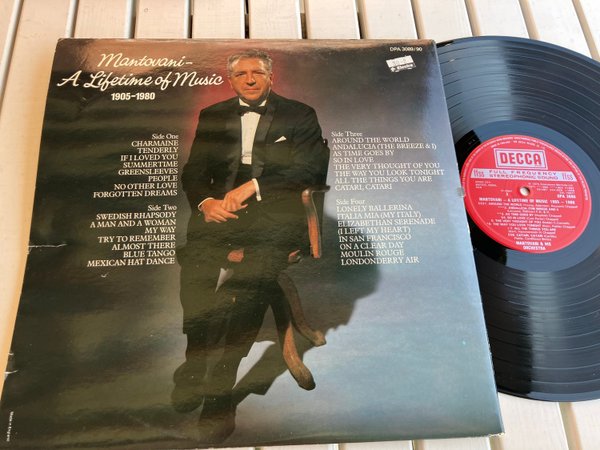 Mantovani-
A Lifetime of Music
1905-1980
DPA 3089/90
Side One
CHARMAINE
TENDERLY
IF I LOVED YOU
SUMMERTIME
GREENSLEEVES
PEOPLE
NO OTHER LOVE
FORGOTTEN DREAMS
Side Two
SWEDISH RHAPSODY
A MAN AND A WOMAN
MY WAY
TRY TO REMEMBER
ALMOST THERE
BLUE TANGO
MEXICAN HAT DANCE
Side Three
AROUND THE WORLD
ANDALUCIA (THE BREEZE & I)
AS TIME GOES BY
SO IN LOVE
THE VERY THOUGHT OF YOU
THE WAY YOU LOOK TONIGHT
ALL THE THINGS YOU ARE
CATARI, CATARI
Side Four
LONELY BALLERINA
ITALIA MIA (MY ITALY)
ELIZABETHAN SERENADE
(I LEFT MY HEART)
IN SAN FRANCISCO
ON A CLEAR DAY
MOULIN ROUGE
LONDONDERRY AIR
Made in England
DECCA
ffss FULL FREQUENCY ffss
STEREOPHONIC SOUND
MANTOVANI - A LIFETIME OF MUSIC 1905 - 1980
MANTOVANI & HIS
ORCHESTRA